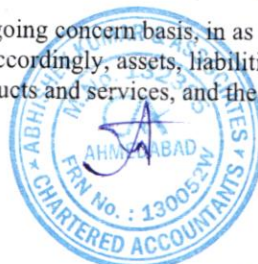 going concern basis, in as
ccordingly, assets, liabiliti
ucts and services, and the
ABHISHEK KUMAR & ASSOCIATES
AHMEDABAD
FRN No. : 130052W
CHARTERED ACCOUNTANTS